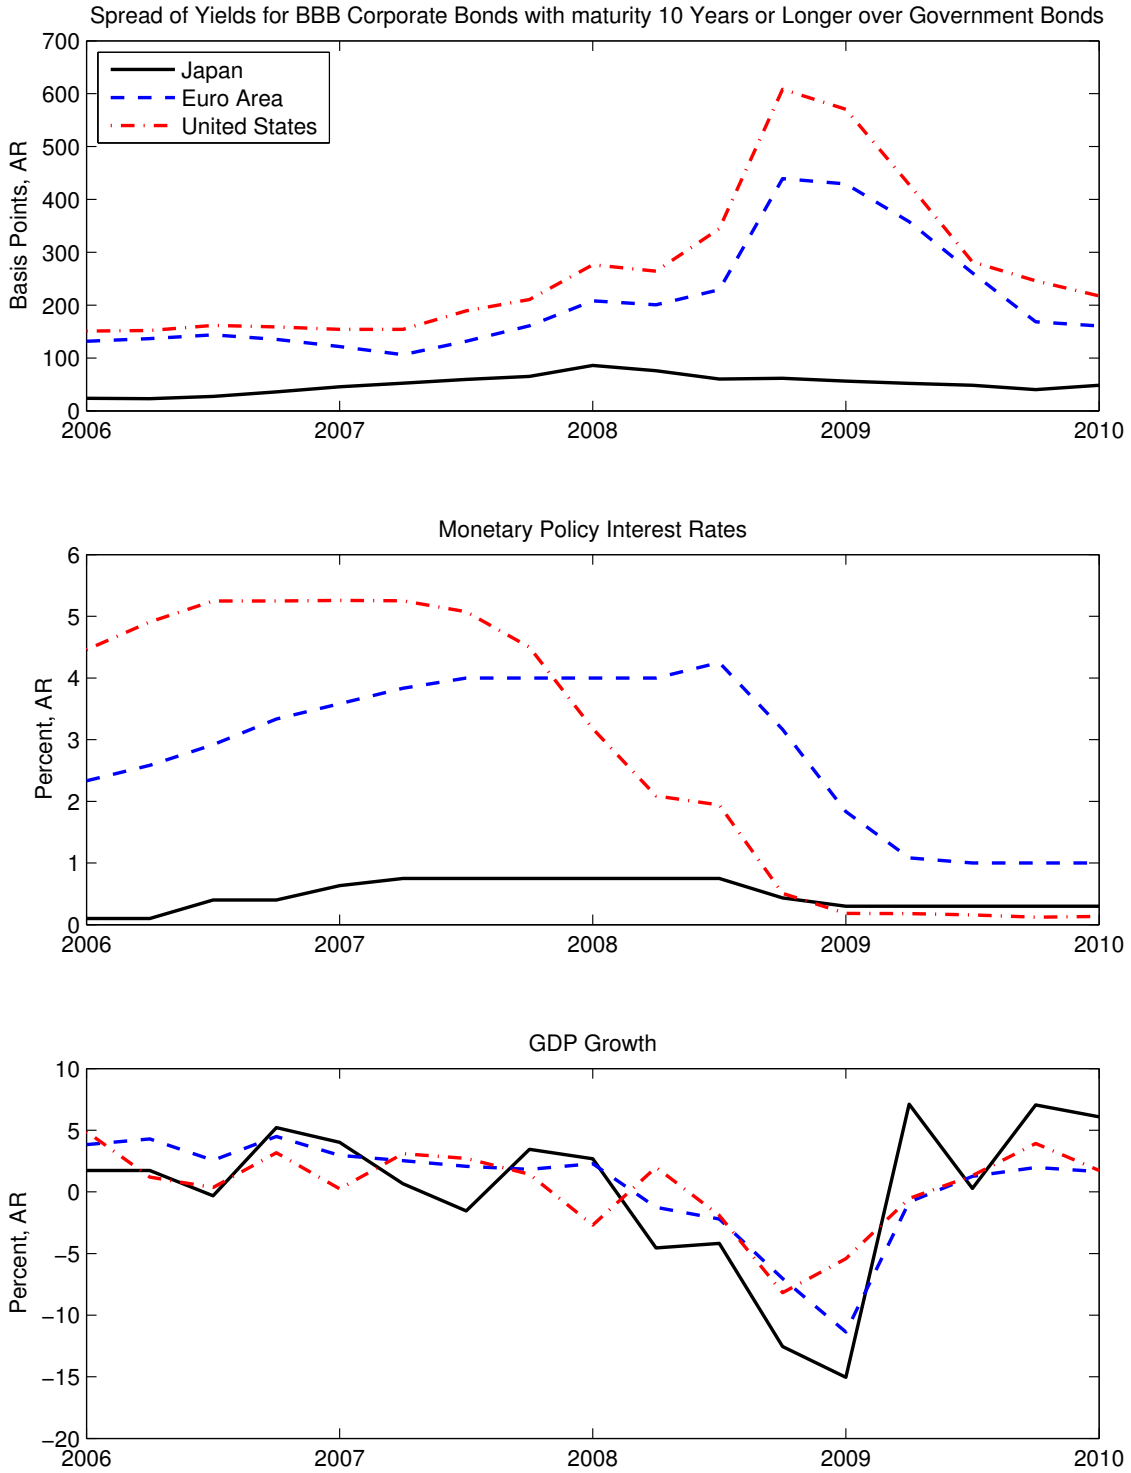 Spread of Yields for BBB Corporate Bonds with maturity 10 Years or Longer over Government Bonds
700
600
500
400
300
200
100
0
Basis Points, AR
Japan
Euro Area
United States
2006 2007 2008 2009 2010
Monetary Policy Interest Rates
6
5
4
3
2
1
0
Percent, AR
2006 2007 2008 2009 2010
GDP Growth
10
5
0
−5
−10
−15
−20
Percent, AR
2006 2007 2008 2009 2010